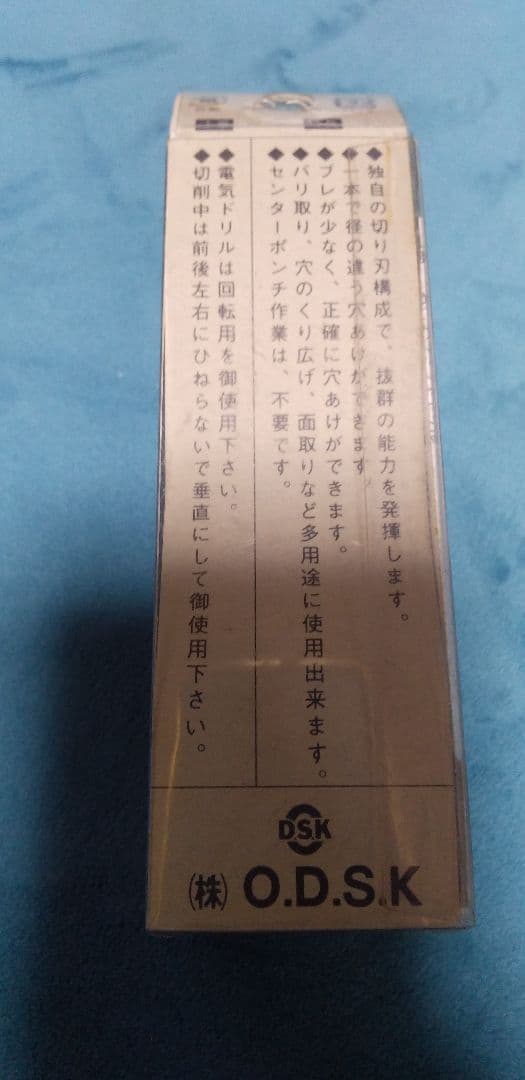 ◆独自の切り刃構成で、抜群の能力を発揮します。
◆一本で径の違う穴あけができます。
◆ブレが少なく、正確に穴あけができます。
◆バリ取り、穴のくり広げ、面取りなど多用途に使用出来ます。
◆センターポンチ作業は、不要です。
◆電気ドリルは回転用を御使用下さい。
◆切削中は前後左右にひねらないで垂直にして御使用下さい。
DSK
㈱ O.D.S.K